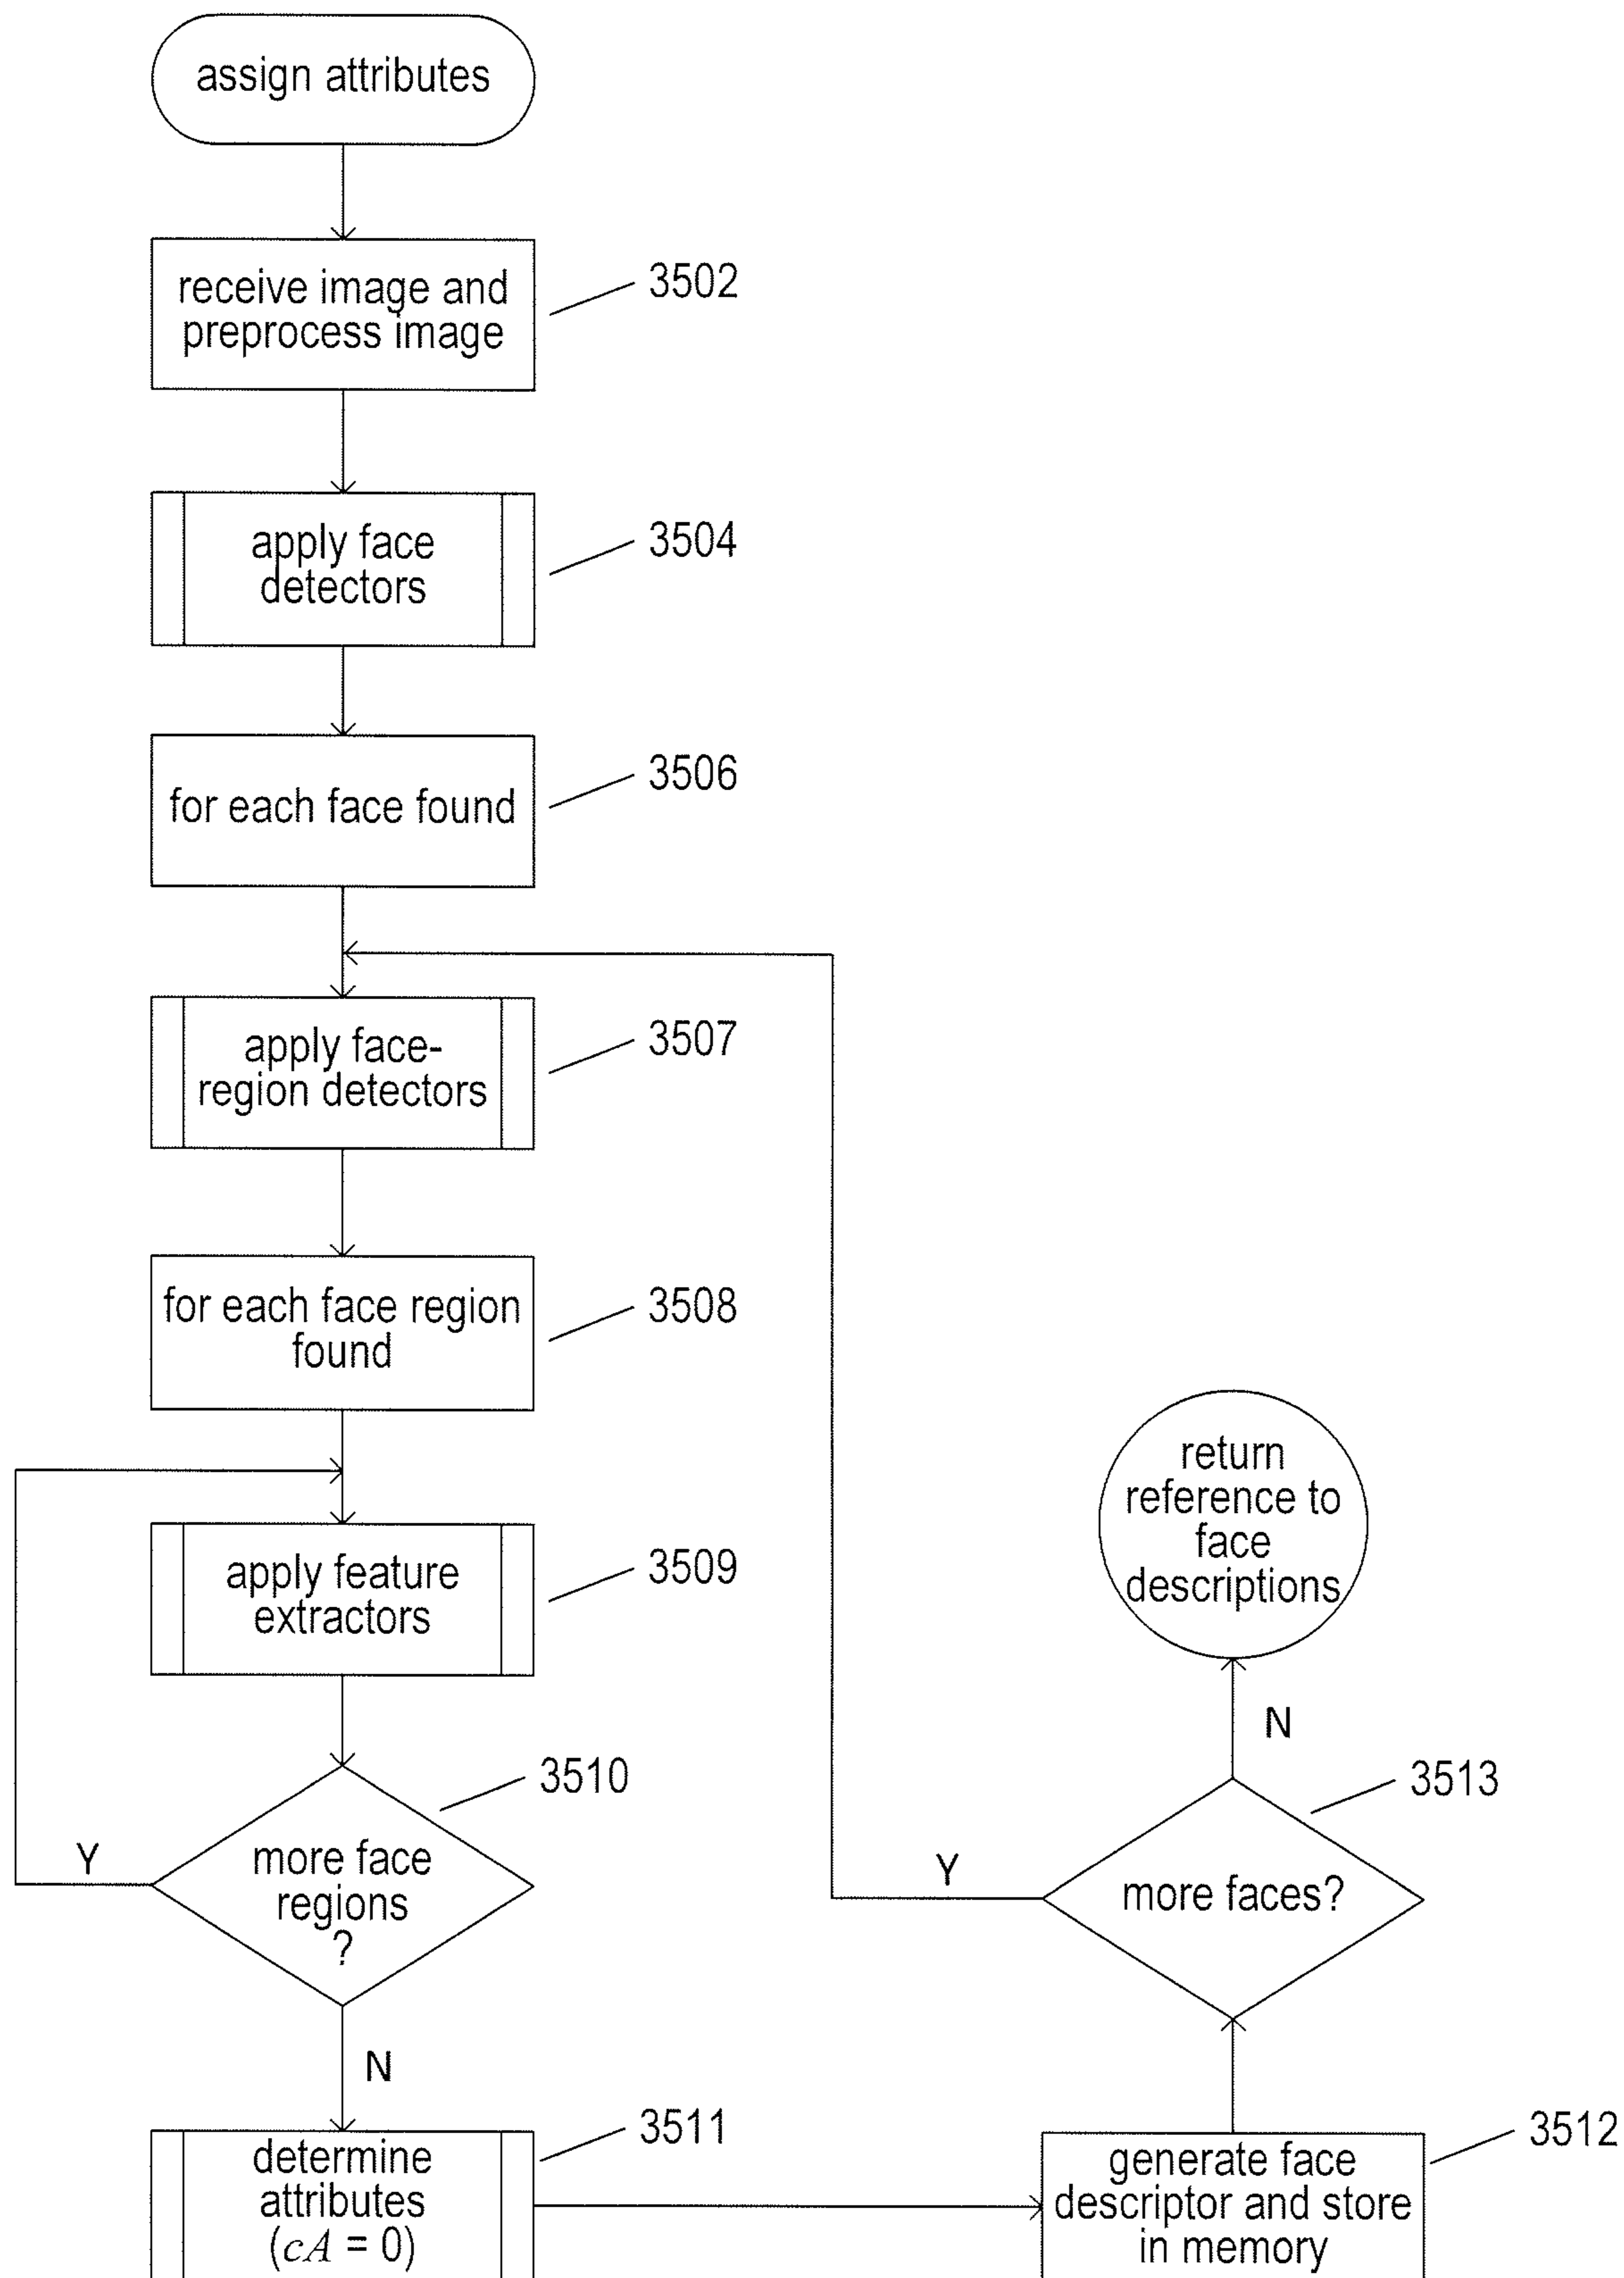 assign attributes
receive image and
preprocess image
3502
apply face
detectors
3504
for each face found
3506
apply face-
region detectors
3507
for each face region
found
3508
apply feature
extractors
3509
more face
regions
?
3510
Y
N
determine
attributes
(cA = 0)
3511
generate face
descriptor and store
in memory
3512
more faces?
3513
Y
N
return
reference to
face
descriptions